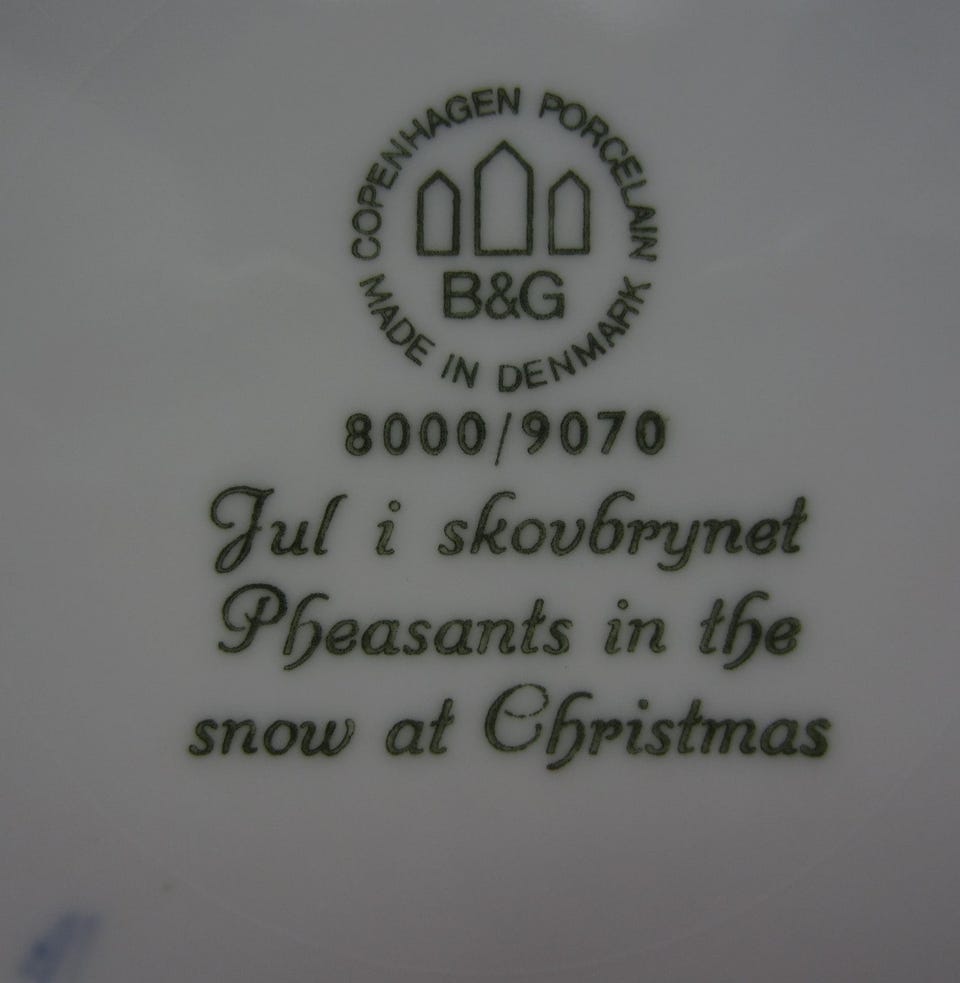 COPENHAGEN PORCELAIN
B&G
MADE IN DENMARK
8000/9070
Jul i skovbrynet
Pheasants in the
snow at Christmas